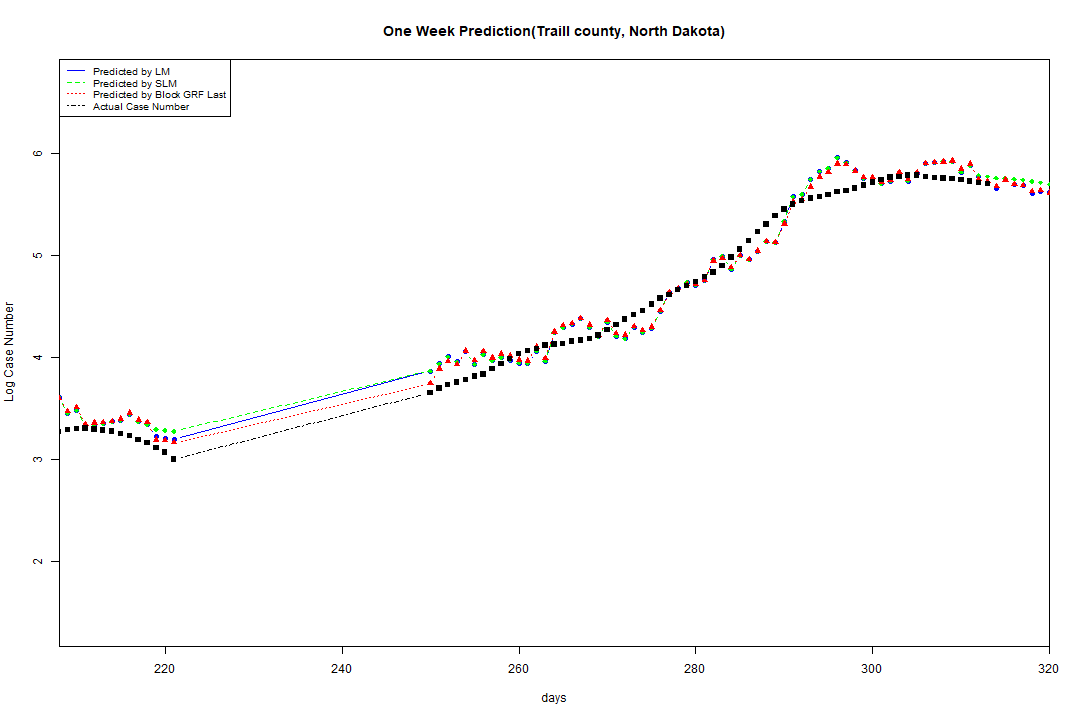 One Week Prediction(Traill county, North Dakota)
Predicted by LM
Predicted by SLM
Predicted by Block GRF Last
Actual Case Number
6
5
4
3
2
Log Case Number
220 240 260 280 300 320
days